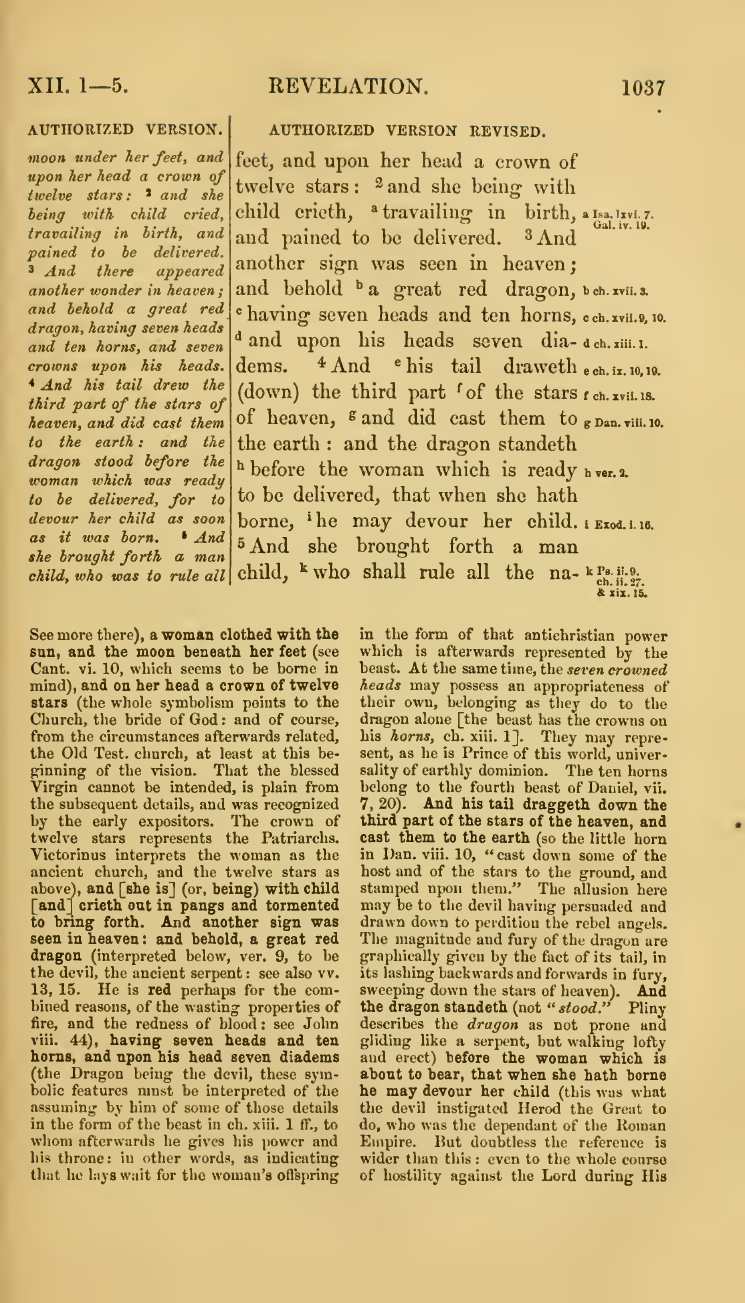 XII. 1—5.
REVELATION.
1037
AUTHORIZED VERSION.
moon under her feet, and
upon her head a crown of
twelve stars: 2 and she
being with child cried,
travailing in birth, and
pained to be delivered.
3 And there appeared
another wonder in heaven;
and behold a great red
dragon, having seven heads
and ten horns, and seven
crowns upon his heads.
4 And his tail drew the
third part of the stars of
heaven, and did cast them
to the earth: and the
dragon stood before the
woman which was ready
to be delivered, for to
devour her child as soon
as it was born. 5 And
she brought forth a man
child, who was to rule all
AUTHORIZED VERSION REVISED.
feet, and upon her head a crown of
twelve stars: 2 and she being with
child crieth, a travailing in birth,
and pained to be delivered. 3 And
another sign was seen in heaven;
and behold b a great red dragon,
c having seven heads and ten horns,
d and upon his heads seven dia-
dems. 4 And e his tail draweth
(down) the third part f of the stars
of heaven, g and did cast them to
the earth: and the dragon standeth
h before the woman which is ready
to be delivered, that when she hath
borne, i he may devour her child.
5 And she brought forth a man
child, k who shall rule all the na-
a Isa. lxvi. 7.
Gal. iv. 19.
b ch. xvii. 3.
c ch. xvii. 9, 10.
d ch. xiii. 1.
e ch. ix. 10, 19.
f ch. xvii. 18.
g Dan. viii. 10.
h ver. 2.
i Exod. i. 16.
k Ps. ii. 9.
ch. ii. 27.
& xix. 15.
See more there), a woman clothed with the
sun, and the moon beneath her feet (see
Cant. vi. 10, which seems to be borne in
mind), and on her head a crown of twelve
stars (the whole symbolism points to the
Church, the bride of God: and of course,
from the circumstances afterwards related,
the Old Test. church, at least at this be-
ginning of the vision. That the blessed
Virgin cannot be intended, is plain from
the subsequent details, and was recognized
by the early expositors. The crown of
twelve stars represents the Patriarchs.
Victorinus interprets the woman as the
ancient church, and the twelve stars as
above), and [she is] (or, being) with child
[and] crieth out in pangs and tormented
to bring forth. And another sign was
seen in heaven: and behold, a great red
dragon (interpreted below, ver. 9, to be
the devil, the ancient serpent: see also vv.
13, 15. He is red perhaps for the com-
bined reasons, of the wasting properties of
fire, and the redness of blood: see John
viii. 44), having seven heads and ten
horns, and upon his head seven diadems
(the Dragon being the devil, these sym-
bolic features must be interpreted of the
assuming by him of some of those details
in the form of the beast in ch. xiii. 1 ff., to
whom afterwards he gives his power and
his throne: in other words, as indicating
that he lays wait for the woman's offspring
in the form of that antichristian power
which is afterwards represented by the
beast. At the same time, the seven crowned
heads may possess an appropriateness of
their own, belonging as they do to the
dragon alone [the beast has the crowns on
his horns, ch. xiii. 1]. They may repre-
sent, as he is Prince of this world, univer-
sality of earthly dominion. The ten horns
belong to the fourth beast of Daniel, vii.
7, 20). And his tail draggeth down the
third part of the stars of the heaven, and
cast them to the earth (so the little horn
in Dan. viii. 10, "cast down some of the
host and of the stars to the ground, and
stamped upon them." The allusion here
may be to the devil having persuaded and
drawn down to perdition the rebel angels.
The magnitude and fury of the dragon are
graphically given by the fact of its tail, in
its lashing backwards and forwards in fury,
sweeping down the stars of heaven). And
the dragon standeth (not "stood." Pliny
describes the dragon as not prone and
gliding like a serpent, but walking lofty
and erect) before the woman which is
about to bear, that when she hath borne
he may devour her child (this was what
the devil instigated Herod the Great to
do, who was the dependant of the Roman
Empire. But doubtless the reference is
wider than this: even to the whole course
of hostility against the Lord during His